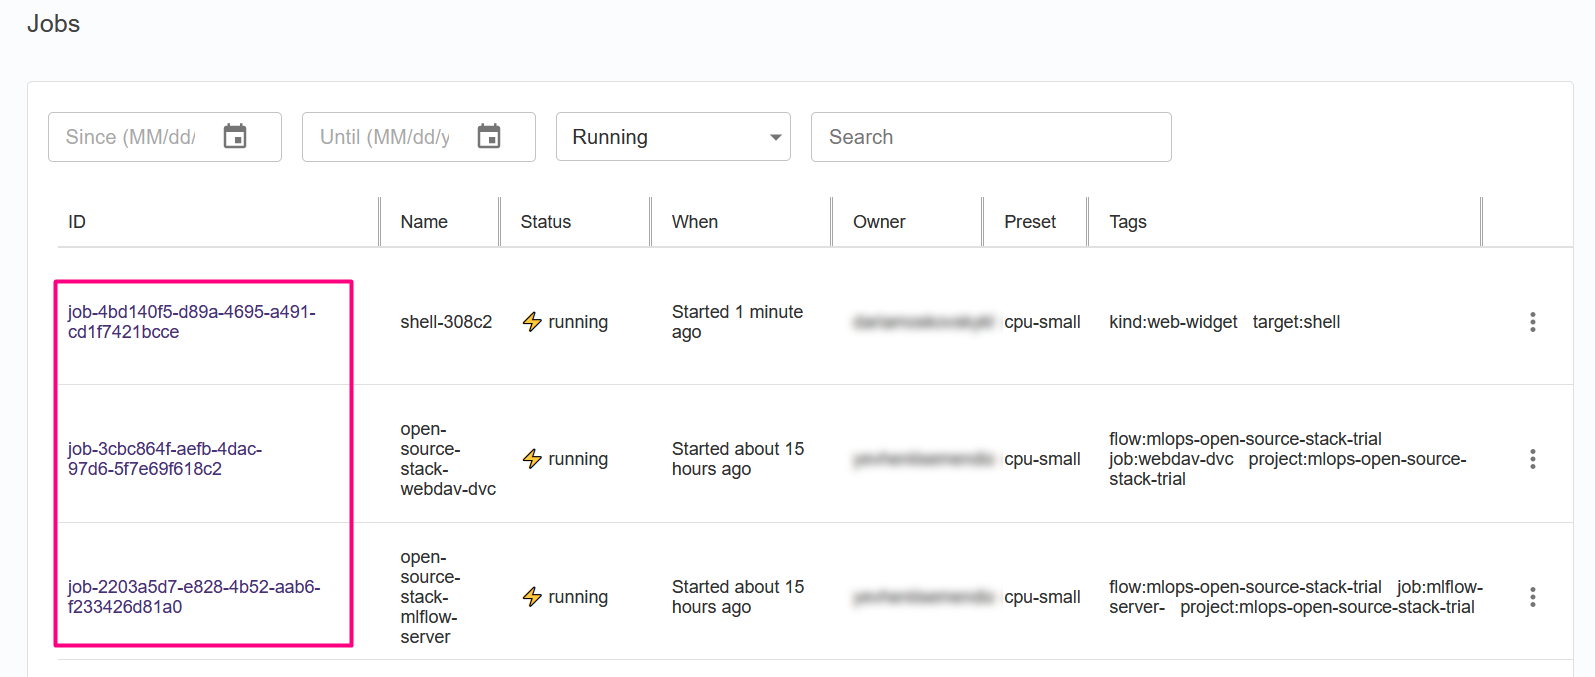 Jobs
Since (MM/dd/
Until (MM/dd/y
Running
Search
ID
Name
Status
When
Owner
Preset
Tags
job-4bd140f5-d89a-4695-a491-
cd1f7421bcce
shell-308c2
running
Started 1 minute
ago
cpu-small
kind:web-widget target:shell
job-3cbc864f-aefb-4dac-
97d6-5f7e69f618c2
open-
source-
stack-
webdav-dvc
running
Started about 15
hours ago
cpu-small
flow:mlops-open-source-stack-trial
job:webdav-dvc project:mlops-open-source-
stack-trial
job-2203a5d7-e828-4b52-aab6-
f233426d81a0
open-
source-
stack-
mlflow-
server
running
Started about 15
hours ago
cpu-small
flow:mlops-open-source-stack-trial job:mlflow-
server- project:mlops-open-source-stack-trial